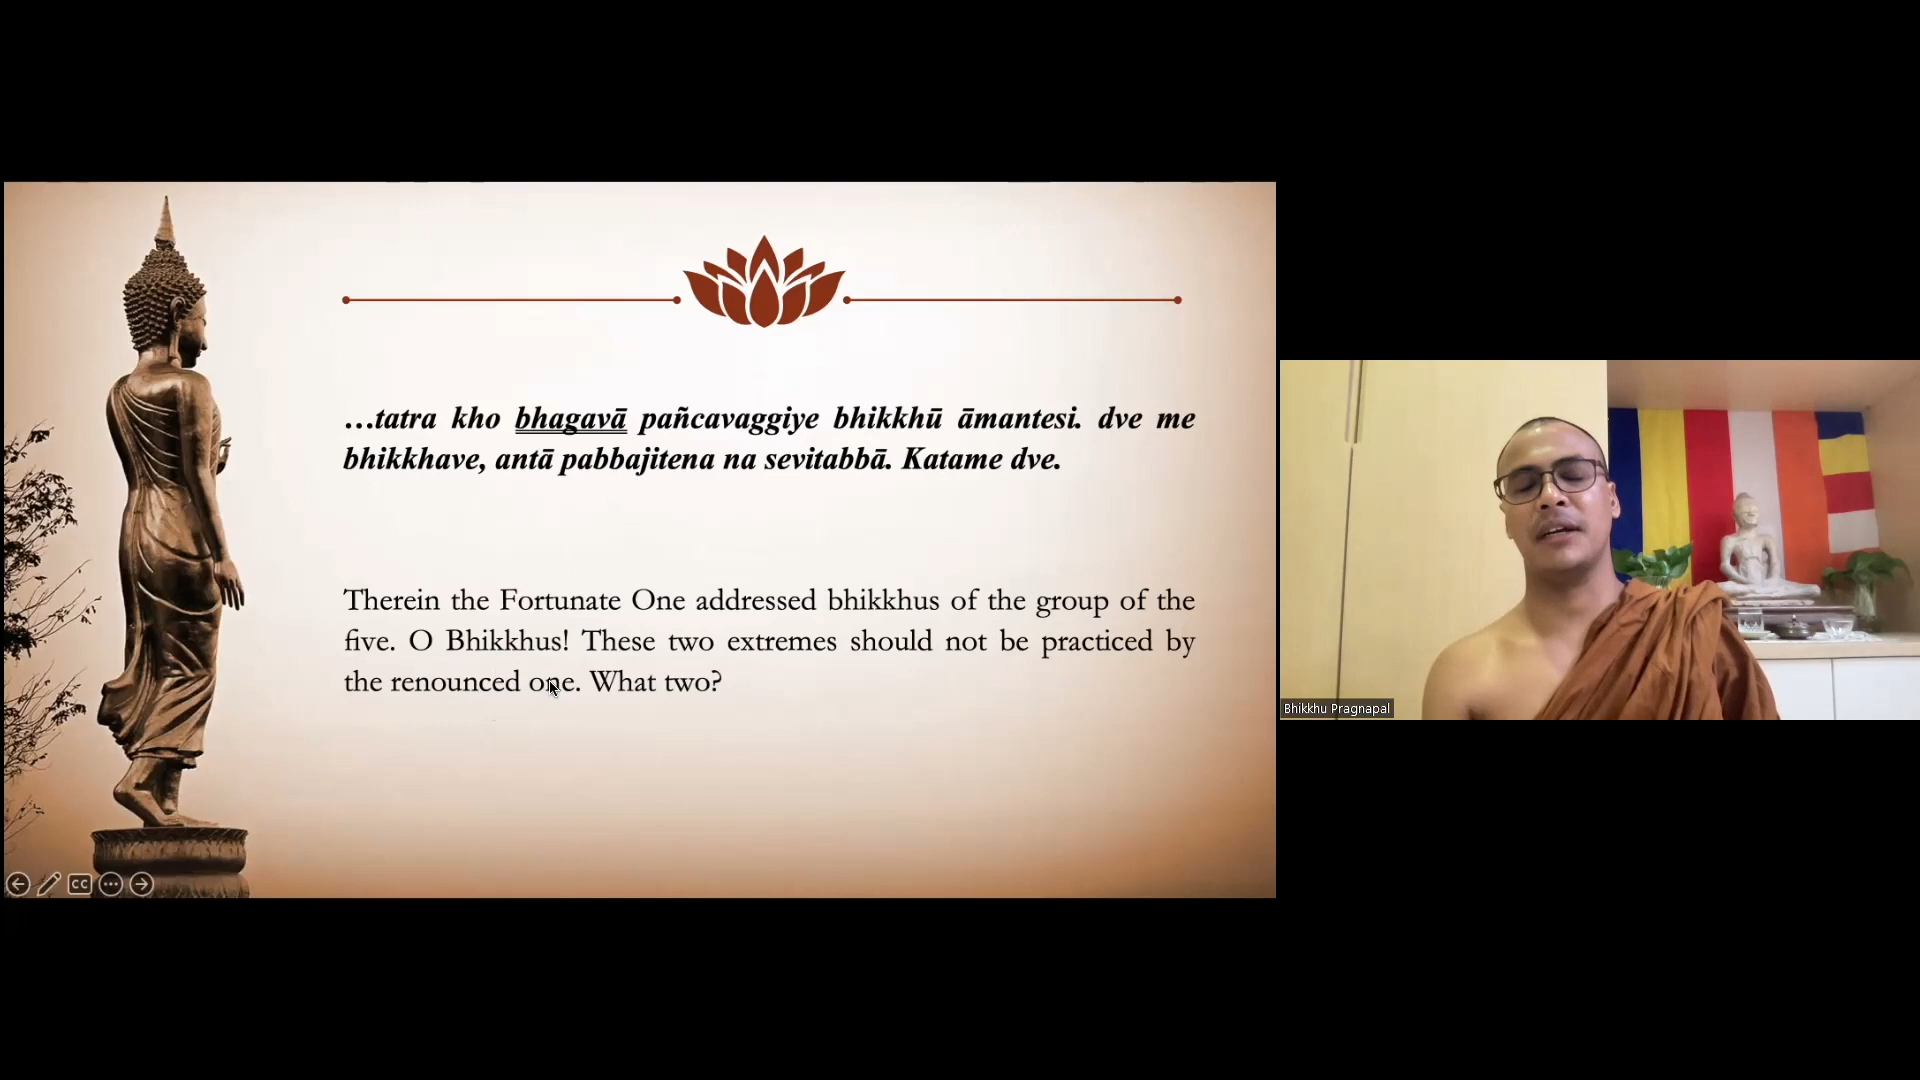 ...tatra kho bhagavā pañcavaggiye bhikkhū āmantesi. dve me
bhikkhave, antā pabbajitena na sevitabbā. Katame dve.
Therein the Fortunate One addressed bhikkhus of the group of the
five. O Bhikkhus! These two extremes should not be practiced by
the renounced one. What two?
CC
Bhikkhu Pragnapal